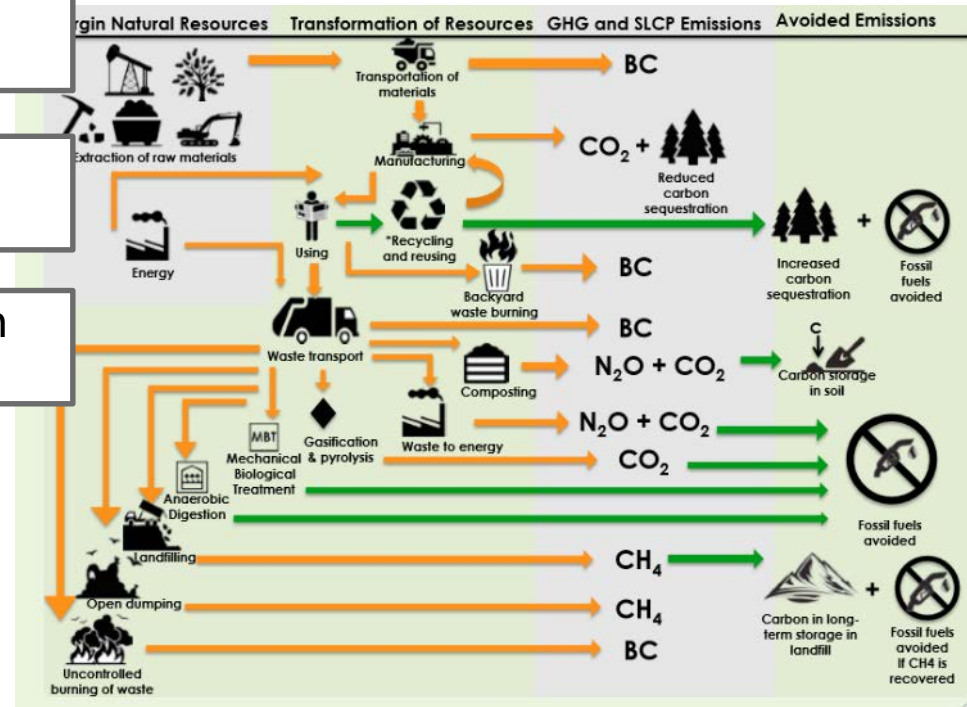 rgin Natural Resources
Transformation of Resources
GHG and SLCP Emissions
Avoided Emissions
Transportation of
materials
BC
Extraction of raw materials
Manufacturing
CO₂ +
Reduced
carbon
sequestration
Energy
Using
*Recycling
and reusing
Increased
carbon
sequestration
+
Fossil
fuels
avoided
Backyard
waste burning
BC
n
Waste transport
BC
Composting
N₂O + CO₂
C
Carbon storage
in soil
Waste to energy
N₂O + CO₂
Gasification
& pyrolysis
CO₂
MBT
Mechanical
Biological
Treatment
Anaerobic
Digestion
Fossil fuels
avoided
Landfilling
CH₄
Carbon in long-
term storage in
landfill
+
Fossil fuels
avoided
If CH4 is
recovered
Open dumping
CH₄
Uncontrolled
burning of waste
BC